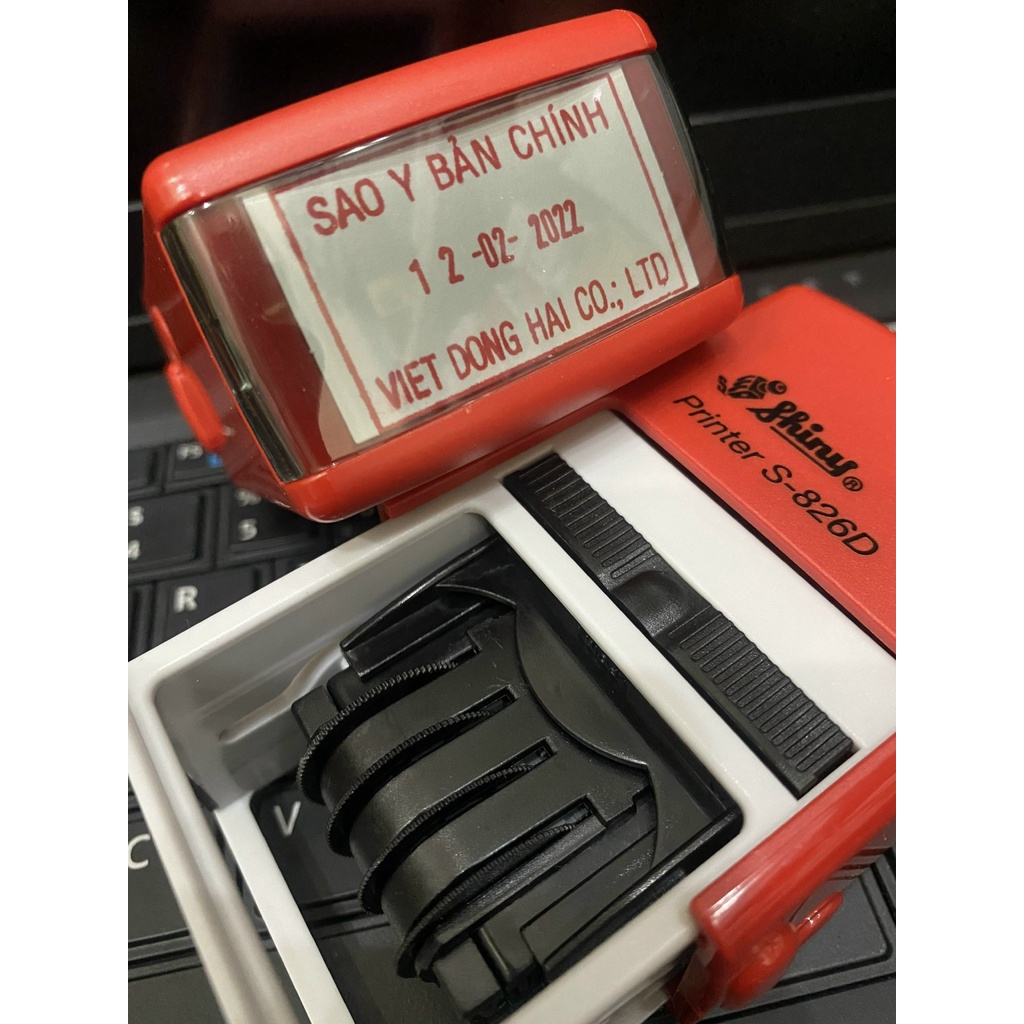 SAO Y BẢN CHÍNH
1 2 -02- 2022
VIET DONG HAI CO.; LTD
Shiny®
Printer S-826D
S
R
V
C